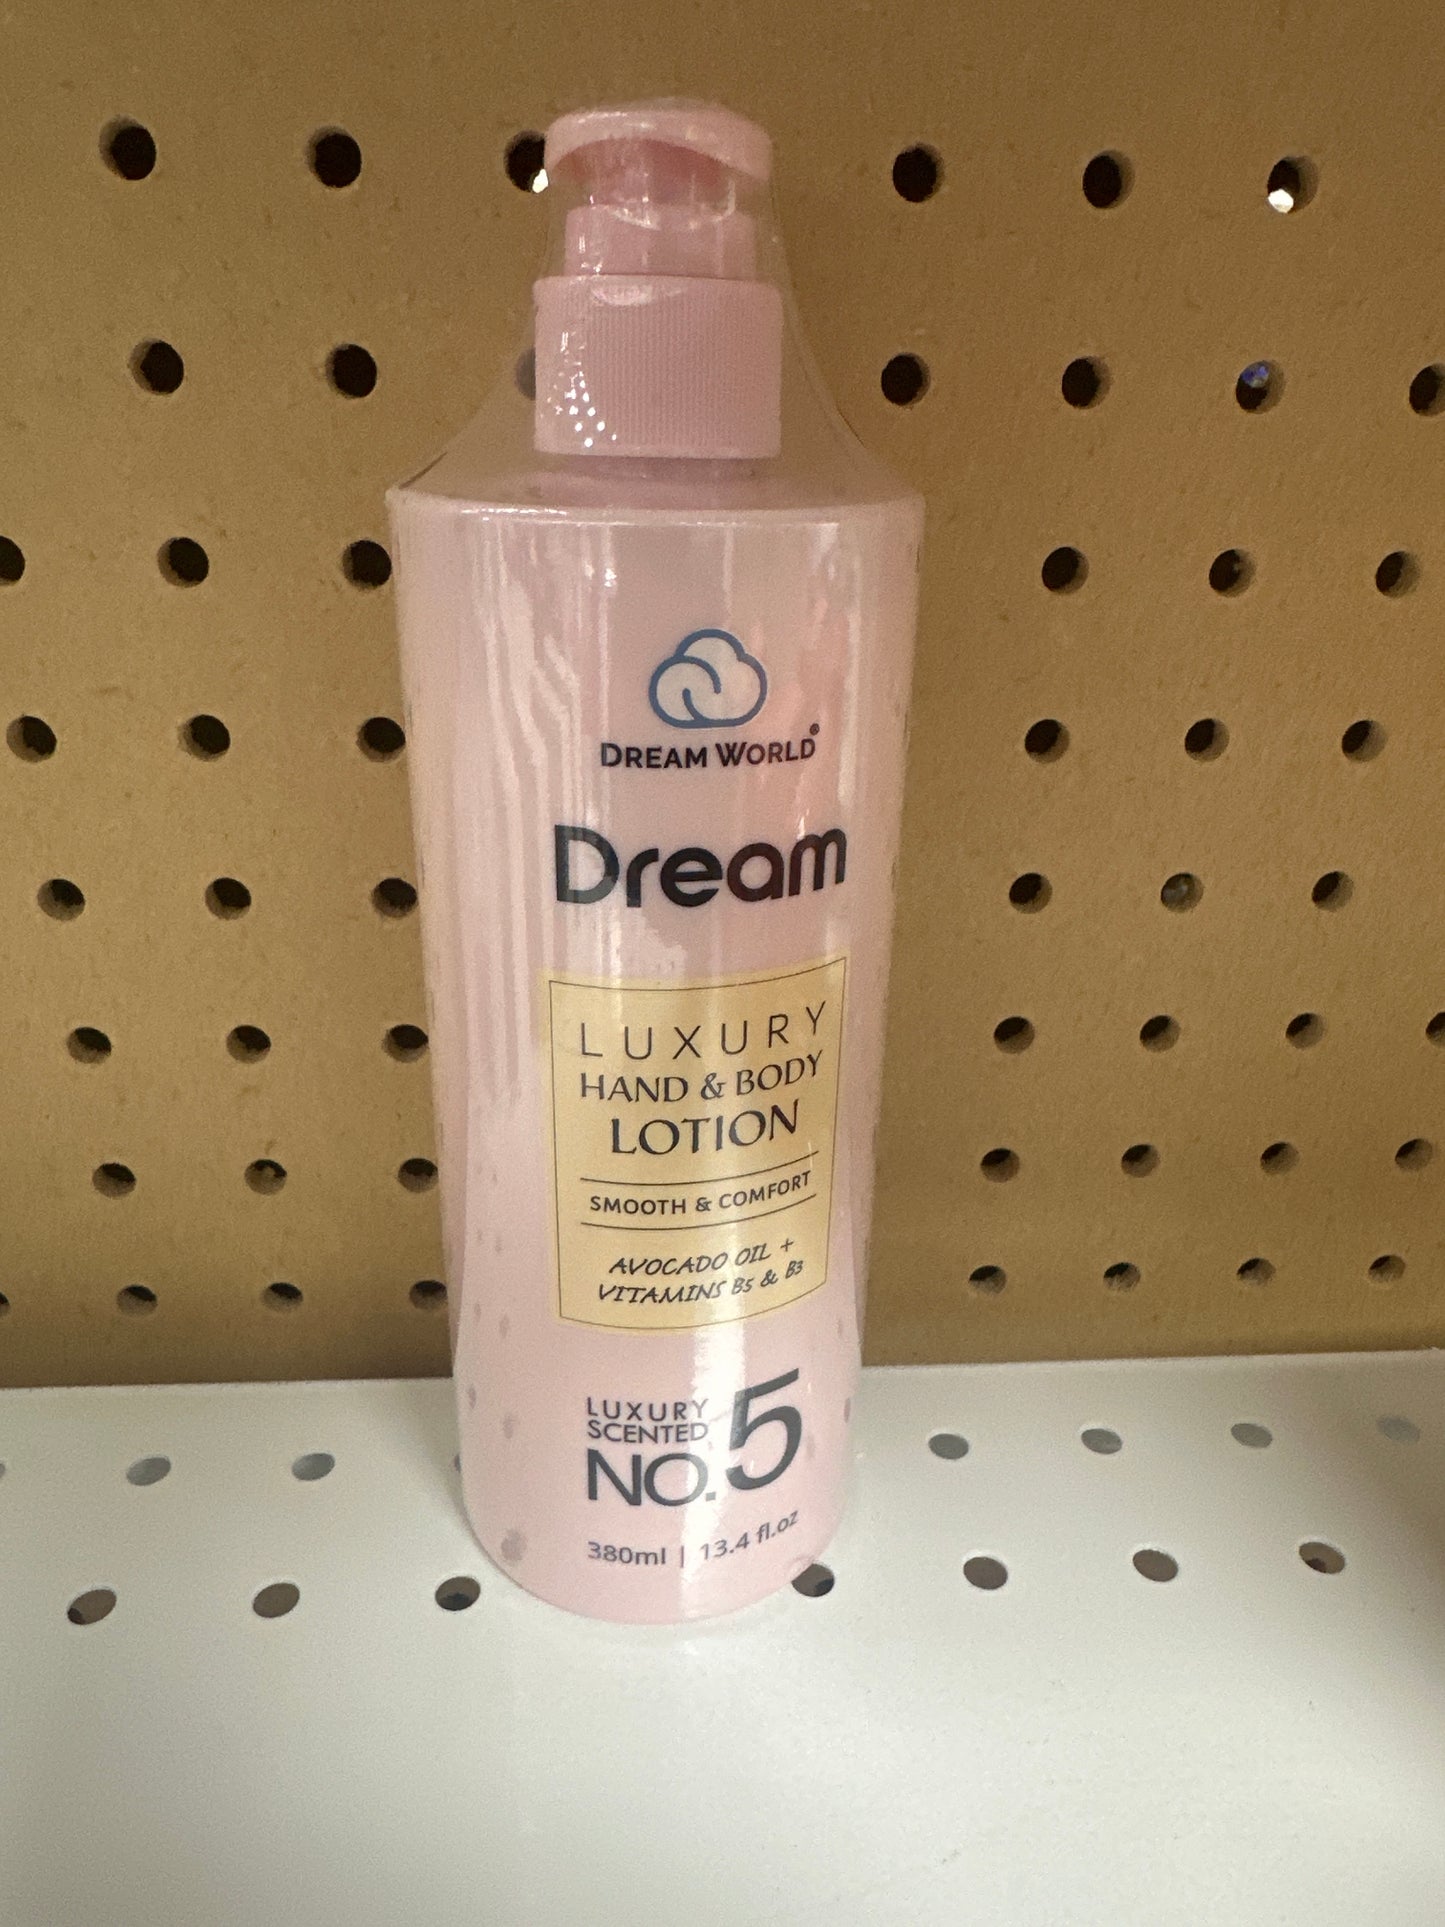 DREAM WORLD®
Dream
LUXURY
HAND & BODY
LOTION
SMOOTH & COMFORT
AVOCADO OIL +
VITAMINS B5 & B3
LUXURY
SCENTED
NO.5
380ml | 13.4 fl.oz